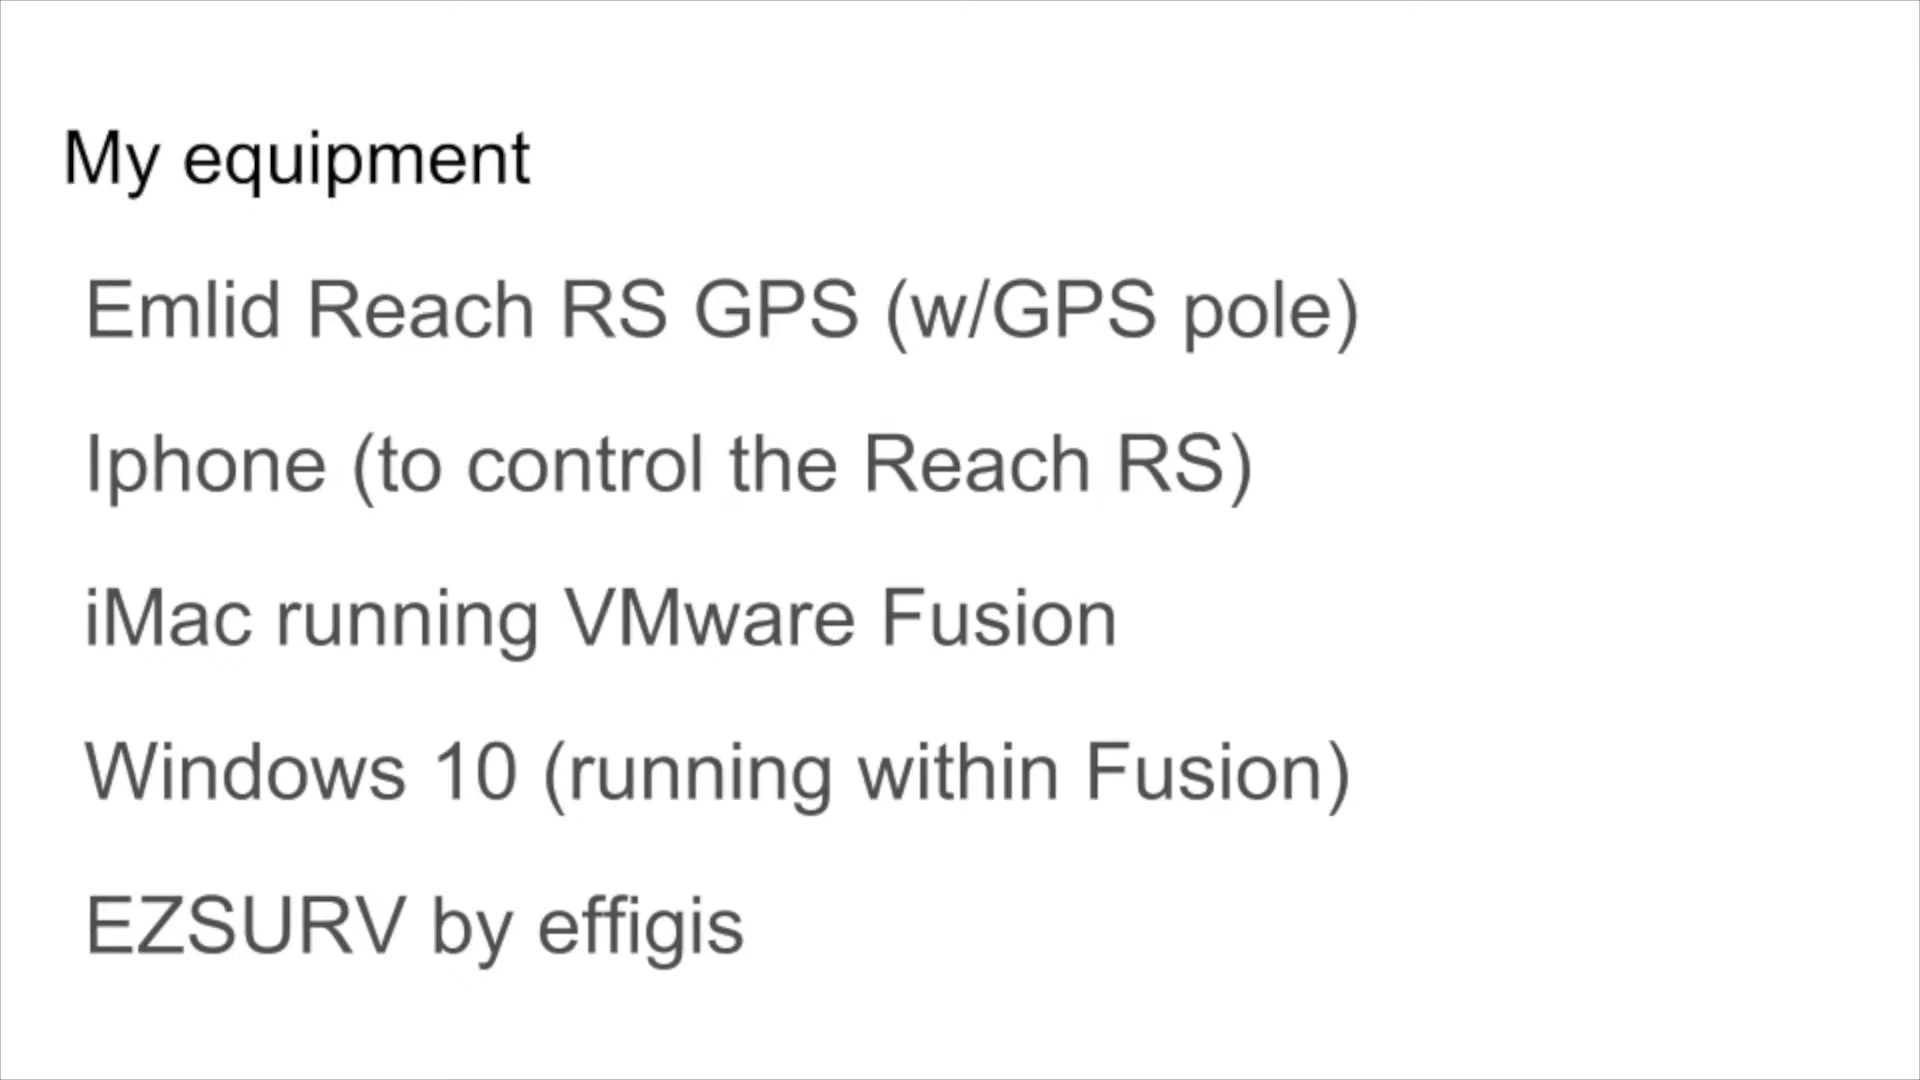 My equipment
Emlid Reach RS GPS (w/GPS pole)
Iphone (to control the Reach RS)
iMac running VMware Fusion
Windows 10 (running within Fusion)
EZSURV by effigis